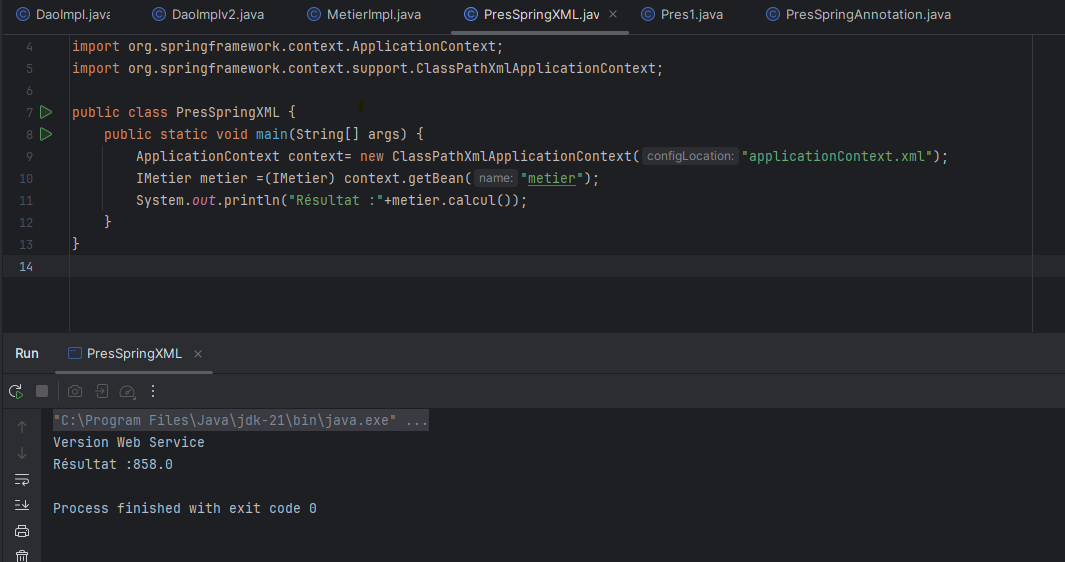 DaoImpl.java DaoImplv2.java MetierImpl.java PresSpringXML.jav Pres1.java PresSpringAnnotation.java
4 import org.springframework.context.ApplicationContext;
5 import org.springframework.context.support.ClassPathXmlApplicationContext;
6
7 public class PresSpringXML {
8 public static void main(String[] args) {
9 ApplicationContext context= new ClassPathXmlApplicationContext( configLocation: "applicationContext.xml");
10 IMetier metier =(IMetier) context.getBean( name: "metier");
11 System.out.println("Résultat :"+metier.calcul());
12 }
13 }
14
Run PresSpringXML
"C:\Program Files\Java\jdk-21\bin\java.exe" ...
Version Web Service
Résultat :858.0
Process finished with exit code 0